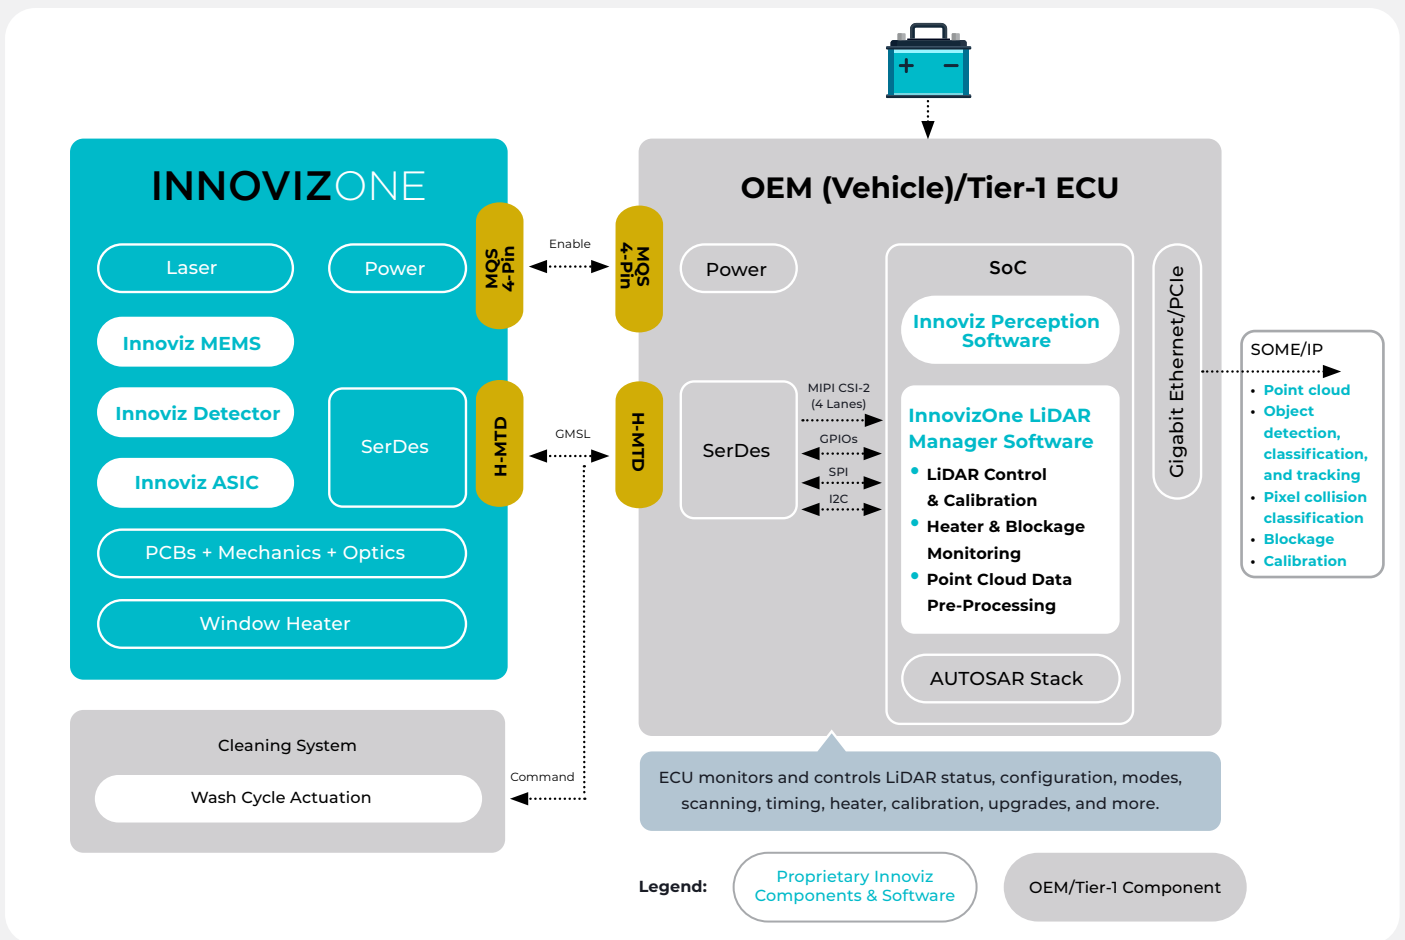 INNOVIZONE
Laser
Power
Innoviz MEMS
Innoviz Detector
Innoviz ASIC
SerDes
PCBs + Mechanics + Optics
Window Heater
MQS
4-Pin
H-MTD
Enable
GMSL
MQS
4-Pin
H-MTD
+ −
OEM (Vehicle)/Tier-1 ECU
Power
SerDes
MIPI CSI-2
(4 Lanes)
GPIOs
SPI
I2C
SoC
Innoviz Perception
Software
InnovizOne LiDAR
Manager Software
• LiDAR Control
& Calibration
• Heater & Blockage
Monitoring
• Point Cloud Data
Pre-Processing
AUTOSAR Stack
Gigabit Ethernet/PCIe
SOME/IP
• Point cloud
• Object
detection,
classification,
and tracking
• Pixel collision
classification
• Blockage
• Calibration
Cleaning System
Wash Cycle Actuation
Command
ECU monitors and controls LiDAR status, configuration, modes,
scanning, timing, heater, calibration, upgrades, and more.
Legend:
Proprietary Innoviz
Components & Software
OEM/Tier-1 Component